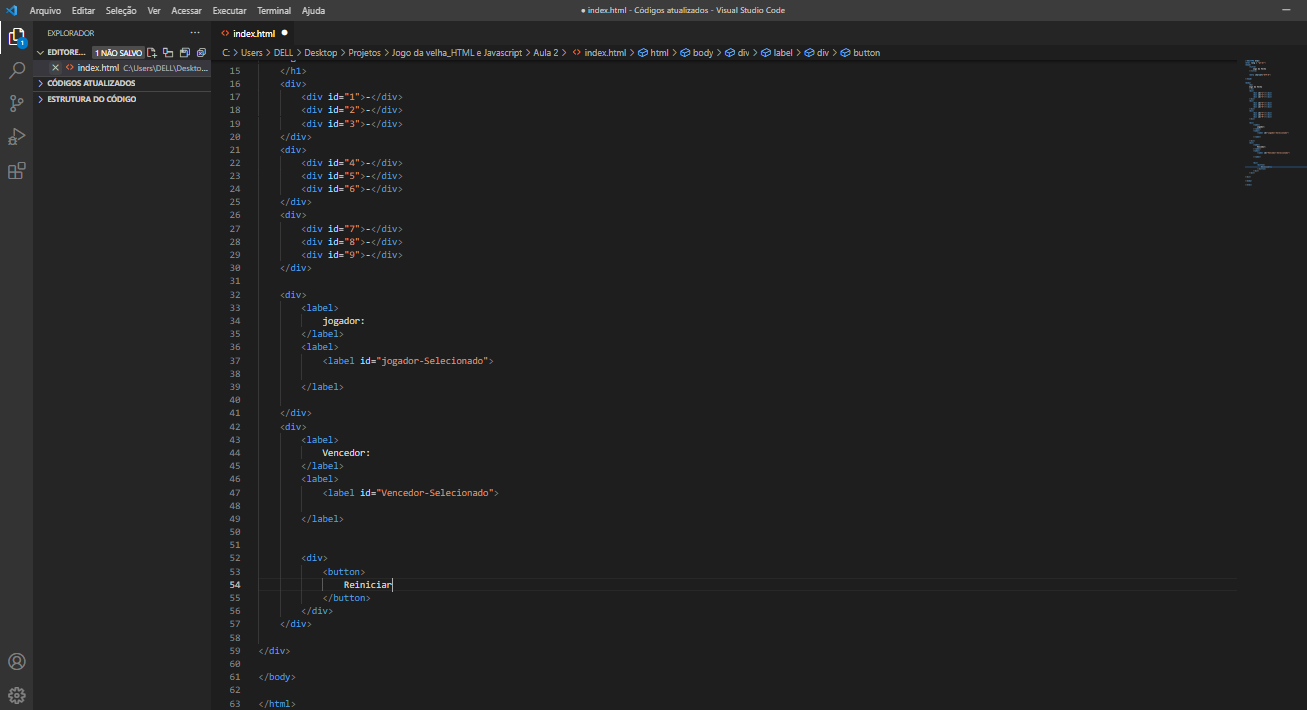 Arquivo Editar Seleção Ver Acessar Executar Terminal Ajuda
● index.html - Códigos atualizados - Visual Studio Code
EXPLORADOR ···
index.html ●
EDITORE... 1 NÃO SALVO
index.html C:\Users\DELL\Deskto...
CÓDIGOS ATUALIZADOS
ESTRUTURA DO CÓDIGO
1
C: > Users > DELL > Desktop > Projetos > Jogo da velha_HTML e Javascript > Aula 2 > index.html > html > body > div > label > div > button
15 </h1>
16 <div>
17 <div id="1">-</div>
18 <div id="2">-</div>
19 <div id="3">-</div>
20 </div>
21 <div>
22 <div id="4">-</div>
23 <div id="5">-</div>
24 <div id="6">-</div>
25 </div>
26 <div>
27 <div id="7">-</div>
28 <div id="8">-</div>
29 <div id="9">-</div>
30 </div>
31
32 <div>
33 <label>
34 jogador:
35 </label>
36 <label>
37 <label id="jogador-Selecionado">
38
39 </label>
40
41 </div>
42 <div>
43 <label>
44 Vencedor:
45 </label>
46 <label>
47 <label id="Vencedor-Selecionado">
48
49 </label>
50
51
52 <div>
53 <button>
54 Reiniciar
55 </button>
56 </div>
57 </div>
58
59 </div>
60
61 </body>
62
63 </html>